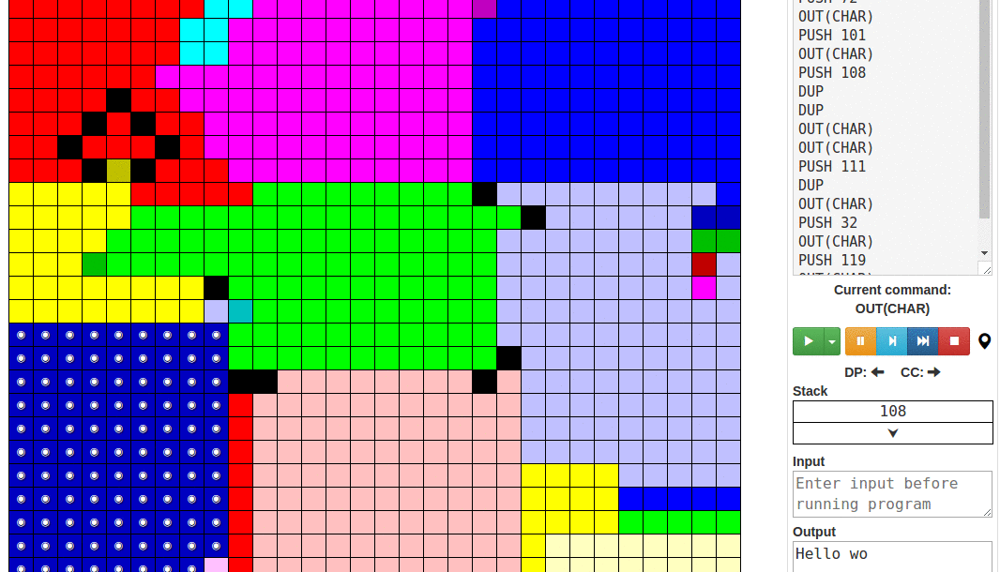 PUSH 72
OUT(CHAR)
PUSH 101
OUT(CHAR)
PUSH 108
DUP
DUP
OUT(CHAR)
OUT(CHAR)
PUSH 111
DUP
OUT(CHAR)
PUSH 32
OUT(CHAR)
PUSH 119
OUT(CHAR)
Current command:
OUT(CHAR)
DP: CC:
Stack
108
Input
Enter input before
running program
Output
Hello wo